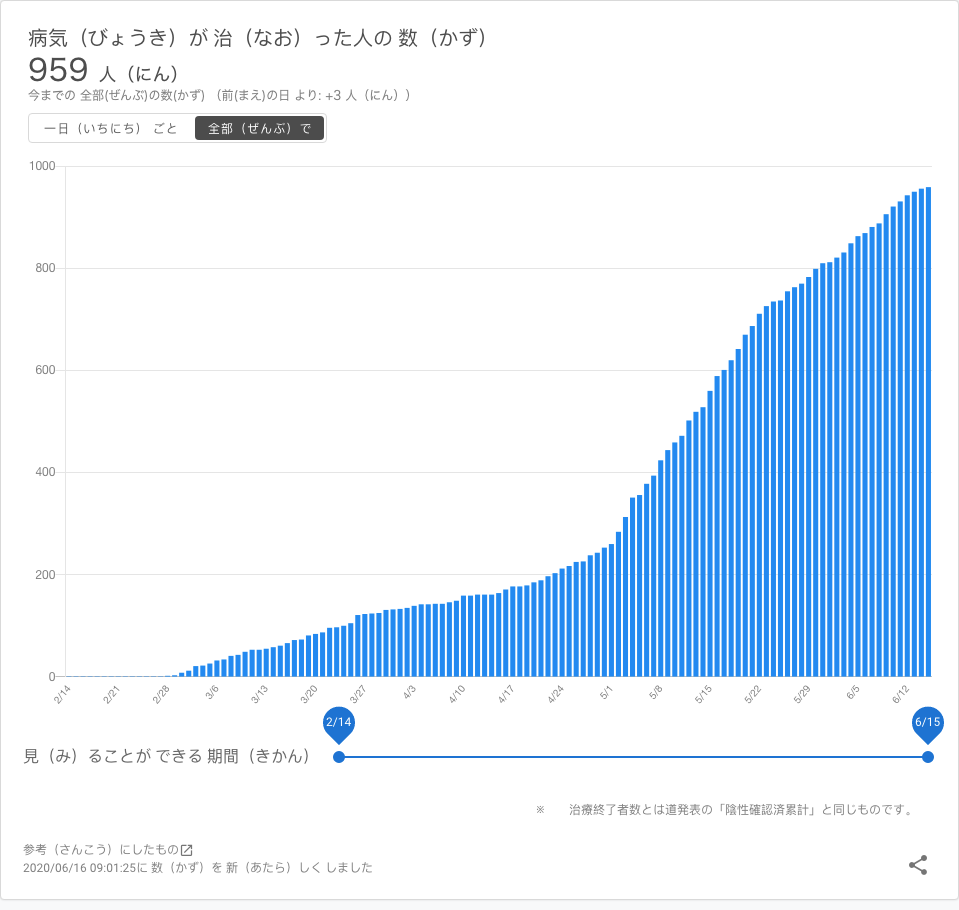 病気（びょうき）が 治（なお）った人の 数（かず）
959 人（にん）
今までの 全部(ぜんぶ)の数(かず) （前(まえ)の日 より: +3 人（にん））
一日（いちにち） ごと 全部（ぜんぶ）で
1000
800
600
400
200
0
2/14 2/21 2/28 3/6 3/13 3/20 3/27 4/3 4/10 4/17 4/24 5/1 5/8 5/15 5/22 5/29 6/5 6/12
2/14 6/15
見（み）ることが できる 期間（きかん）
※ 治療終了者数とは道発表の「陰性確認済累計」と同じものです。
参考（さんこう）にしたもの
2020/06/16 09:01:25に 数（かず）を 新（あたら）しく しました